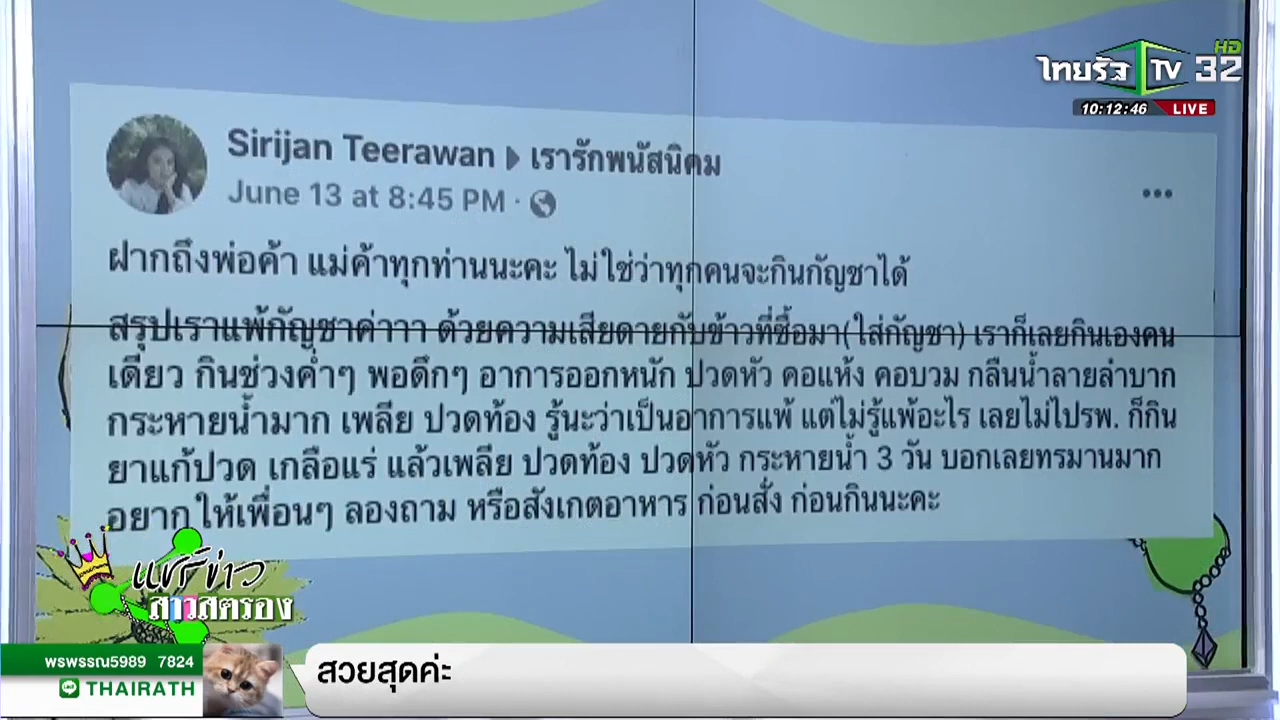 ไทยรัฐ TV 32 HD
10:12:46 LIVE
Sirijan Teerawan ▸ เรารักพนัสนิคม
June 13 at 8:45 PM ·
ฝากถึงพ่อค้า แม่ค้าทุกท่านนะคะ ไม่ใช่ว่าทุกคนจะกินกัญชาได้
สรุปเราแพ้กัญชาค่าาา ด้วยความเสียดายกับข้าวที่ซื้อมา(ใส่กัญชา) เราก็เลยกินเองคน
เดียว กินช่วงค่ำๆ พอดึกๆ อาการออกหนัก ปวดหัว คอแห้ง คอบวม กลืนน้ำลายลำบาก
กระหายน้ำมาก เพลีย ปวดท้อง รู้นะว่าเป็นอาการแพ้ แต่ไม่รู้แพ้อะไร เลยไม่ไปรพ. ก็กิน
ยาแก้ปวด เกลือแร่ แล้วเพลีย ปวดท้อง ปวดหัว กระหายน้ำ 3 วัน บอกเลยทรมานมาก
อยากให้เพื่อนๆ ลองถาม หรือสังเกตอาหาร ก่อนสั่ง ก่อนกินนะคะ
แชร์ข่าว
สาวสตรอง
พรพรรณ5989 7824
THAIRATH
สวยสุดค่ะ